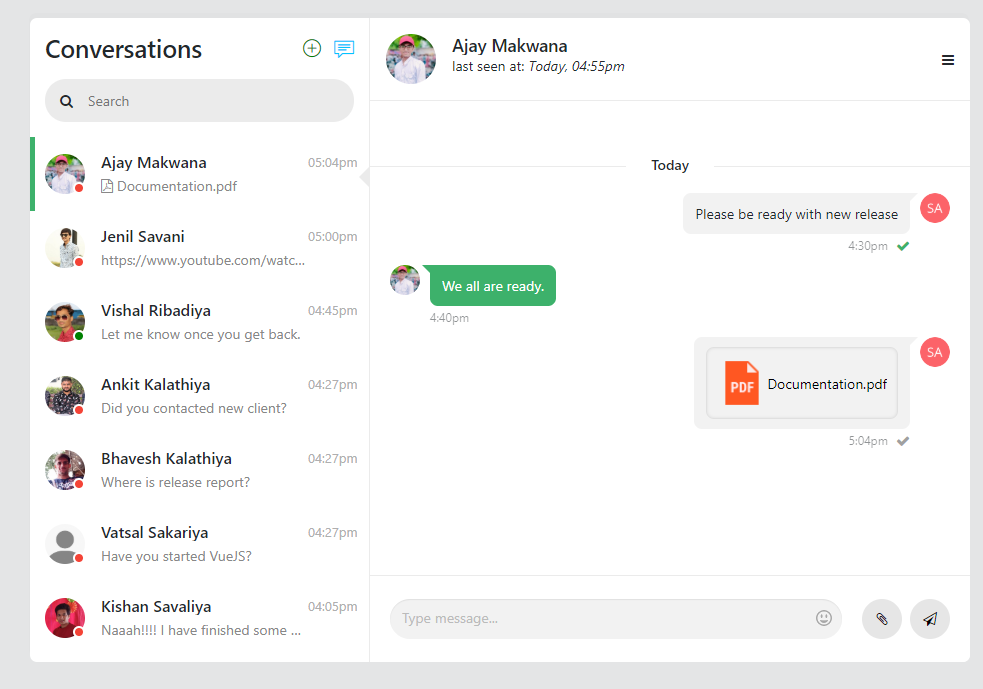 Conversations
Search
Ajay Makwana 05:04pm
Documentation.pdf
Jenil Savani 05:00pm
https://www.youtube.com/watc...
Vishal Ribadiya 04:45pm
Let me know once you get back.
Ankit Kalathiya 04:27pm
Did you contacted new client?
Bhavesh Kalathiya 04:27pm
Where is release report?
Vatsal Sakariya 04:27pm
Have you started VueJS?
Kishan Savaliya 04:05pm
Naaah!!!! I have finished some ...
Ajay Makwana
last seen at: Today, 04:55pm
Today
Please be ready with new release SA
4:30pm
We all are ready.
4:40pm
SA
PDF Documentation.pdf
5:04pm
Type message...